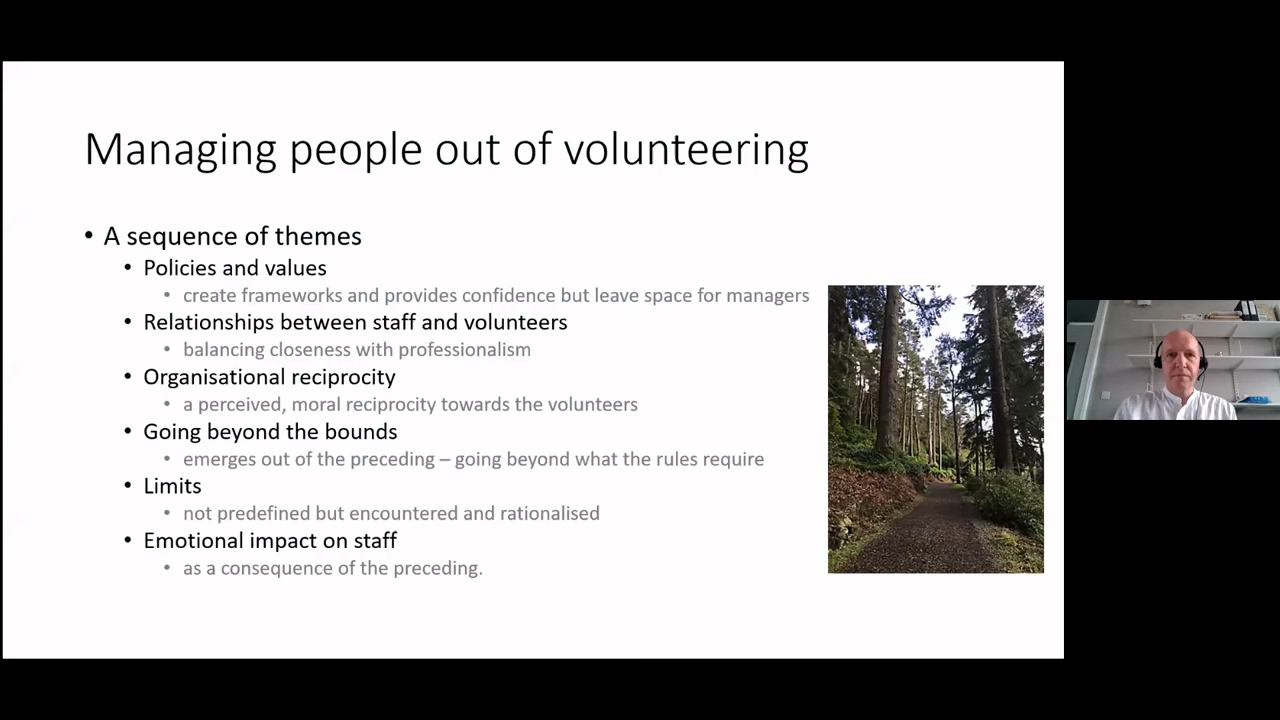 Managing people out of volunteering
• A sequence of themes
• Policies and values
• create frameworks and provides confidence but leave space for managers
• Relationships between staff and volunteers
• balancing closeness with professionalism
• Organisational reciprocity
• a perceived, moral reciprocity towards the volunteers
• Going beyond the bounds
• emerges out of the preceding – going beyond what the rules require
• Limits
• not predefined but encountered and rationalised
• Emotional impact on staff
• as a consequence of the preceding.